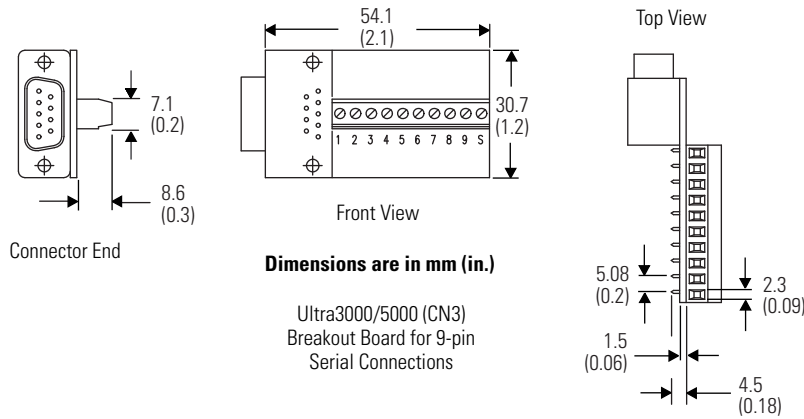 54.1
(2.1)
Top View
7.1
(0.2)
30.7
(1.2)
1 2 3 4 5 6 7 8 9 S
8.6
(0.3)
Front View
Connector End
Dimensions are in mm (in.)
5.08
(0.2)
2.3
(0.09)
Ultra3000/5000 (CN3)
Breakout Board for 9-pin
Serial Connections
1.5
(0.06)
4.5
(0.18)